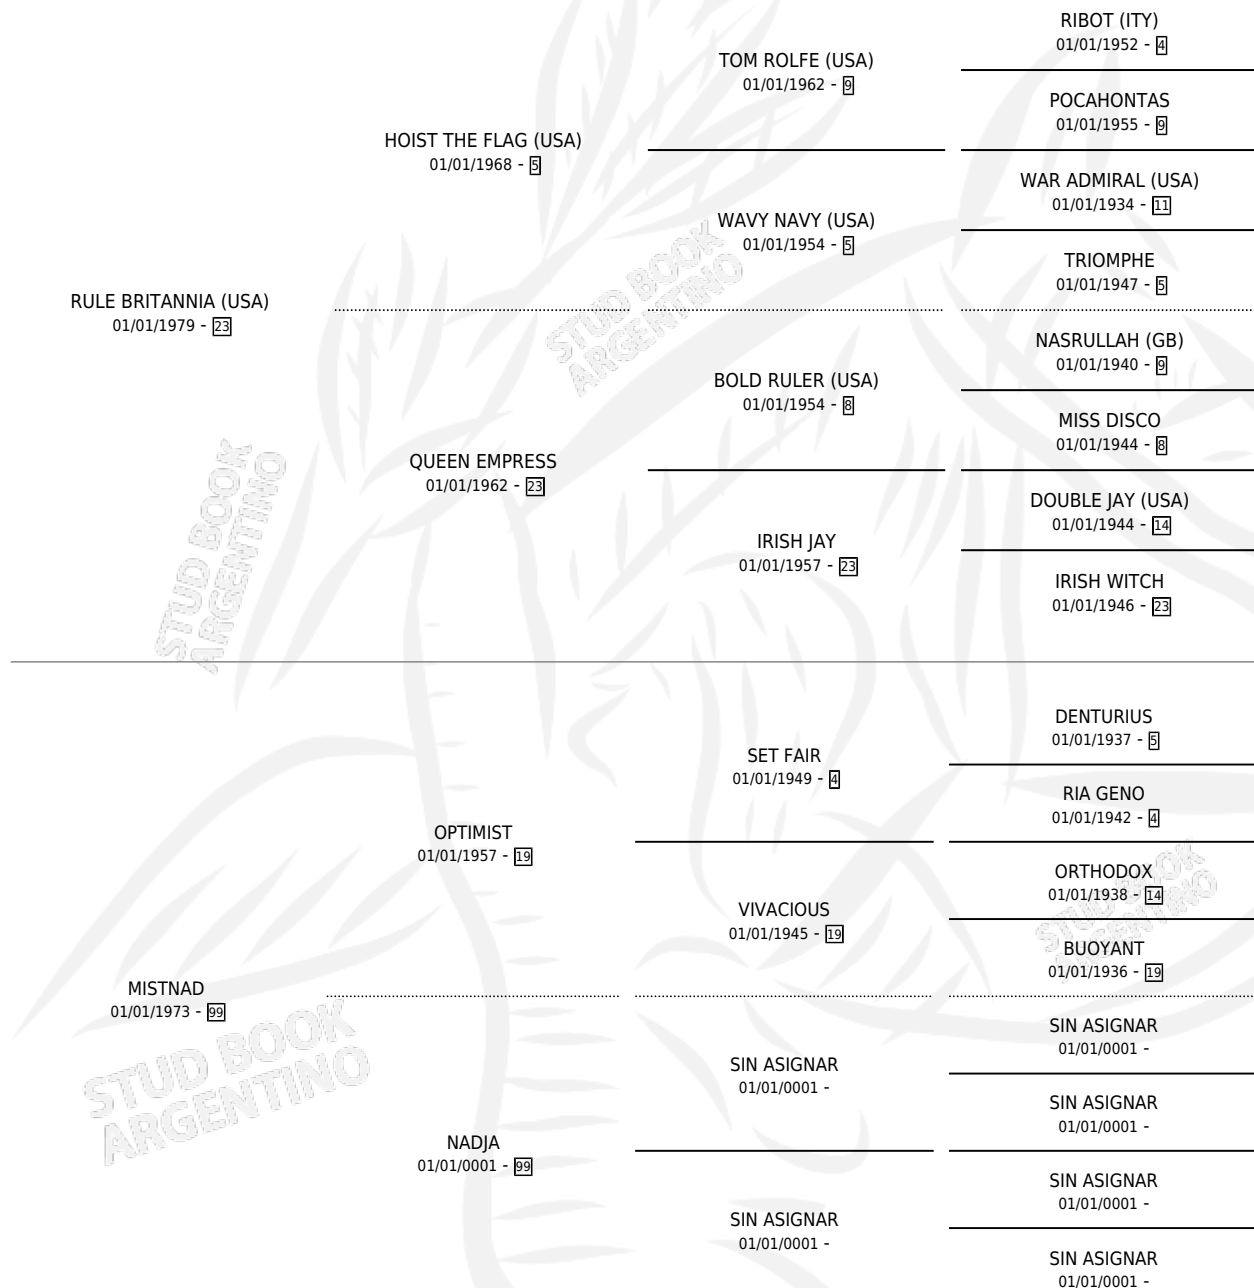 RIBOT (ITY)
01/01/1952 - 4
TOM ROLFE (USA)
01/01/1962 - 9
POCAHONTAS
01/01/1955 - 9
HOIST THE FLAG (USA)
01/01/1968 - 5
WAR ADMIRAL (USA)
01/01/1934 - 11
WAVY NAVY (USA)
01/01/1954 - 5
TRIOMPHE
01/01/1947 - 5
RULE BRITANNIA (USA)
01/01/1979 - 23
NASRULLAH (GB)
01/01/1940 - 9
BOLD RULER (USA)
01/01/1954 - 8
MISS DISCO
01/01/1944 - 8
QUEEN EMPRESS
01/01/1962 - 23
DOUBLE JAY (USA)
01/01/1944 - 14
IRISH JAY
01/01/1957 - 23
IRISH WITCH
01/01/1946 - 23
DENTURIUS
01/01/1937 - 5
SET FAIR
01/01/1949 - 4
RIA GENO
01/01/1942 - 4
OPTIMIST
01/01/1957 - 19
ORTHODOX
01/01/1938 - 14
VIVACIOUS
01/01/1945 - 19
BUOYANT
01/01/1936 - 19
MISTNAD
01/01/1973 - 99
SIN ASIGNAR
01/01/0001 -
SIN ASIGNAR
01/01/0001 -
SIN ASIGNAR
01/01/0001 -
NADJA
01/01/0001 - 99
SIN ASIGNAR
01/01/0001 -
SIN ASIGNAR
01/01/0001 -
SIN ASIGNAR
01/01/0001 -
STUD BOOK
ARGENTINO
STUD BOOK
ARGENTINO
STUD BOOK
ARGENTINO
STUD BOOK
ARGENTINO